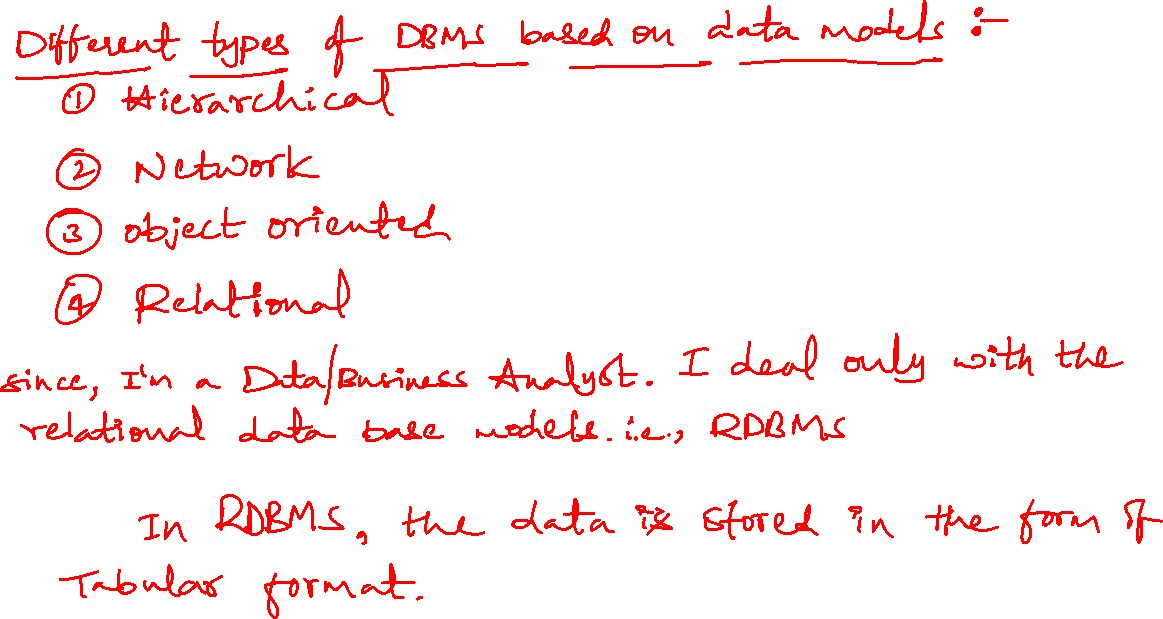 Different types of DBMS based on data models :-
① Hierarchical
② Network
③ object oriented
④ Relational
since, I'm a Data/Business Analyst. I deal only with the
relational data base models. i.e., RDBMS
In RDBMS, the data is stored in the form of
Tabular format.